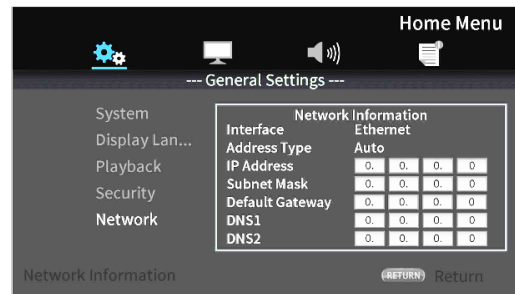 Home Menu
--- General Settings ---
System
Display Lan...
Playback
Security
Network
Network Information
Interface Ethernet
Address Type Auto
IP Address 0. 0. 0. 0
Subnet Mask 0. 0. 0. 0
Default Gateway 0. 0. 0. 0
DNS1 0. 0. 0. 0
DNS2 0. 0. 0. 0
Network Information
RETURN Return